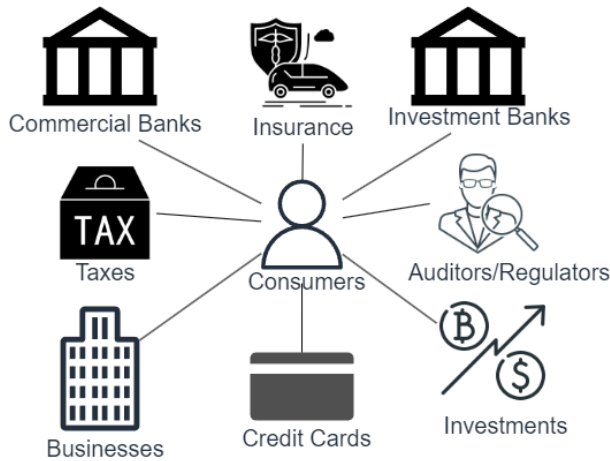 Commercial Banks
Insurance
Investment Banks
TAX
Taxes
Consumers
Auditors/Regulators
Businesses
Credit Cards
₿
$
Investments